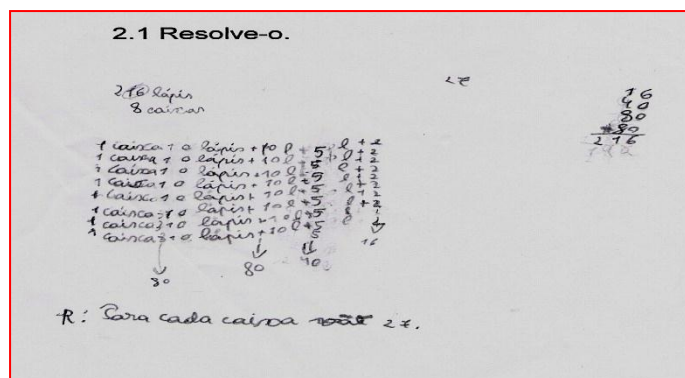 2.1 Resolve-o.
27
216 lápis
8 caixas
16
40
80
+80
216
1 caixa 10 lápis + 10 l + 5 l + 2
1 caixa 10 lápis + 10 l + 5 l + 2
1 caixa 10 lápis + 10 l + 5 l + 2
1 caixa 10 lápis + 10 l + 5 l + 2
1 caixa 10 lápis + 10 l + 5 l + 2
1 caixa 10 lápis + 10 l + 5 l
1 caixa 10 lápis + 10 l + 5
1 caixa 10 lápis + 10 l + 5
16
80 80 40
R: Para cada caixa 27.